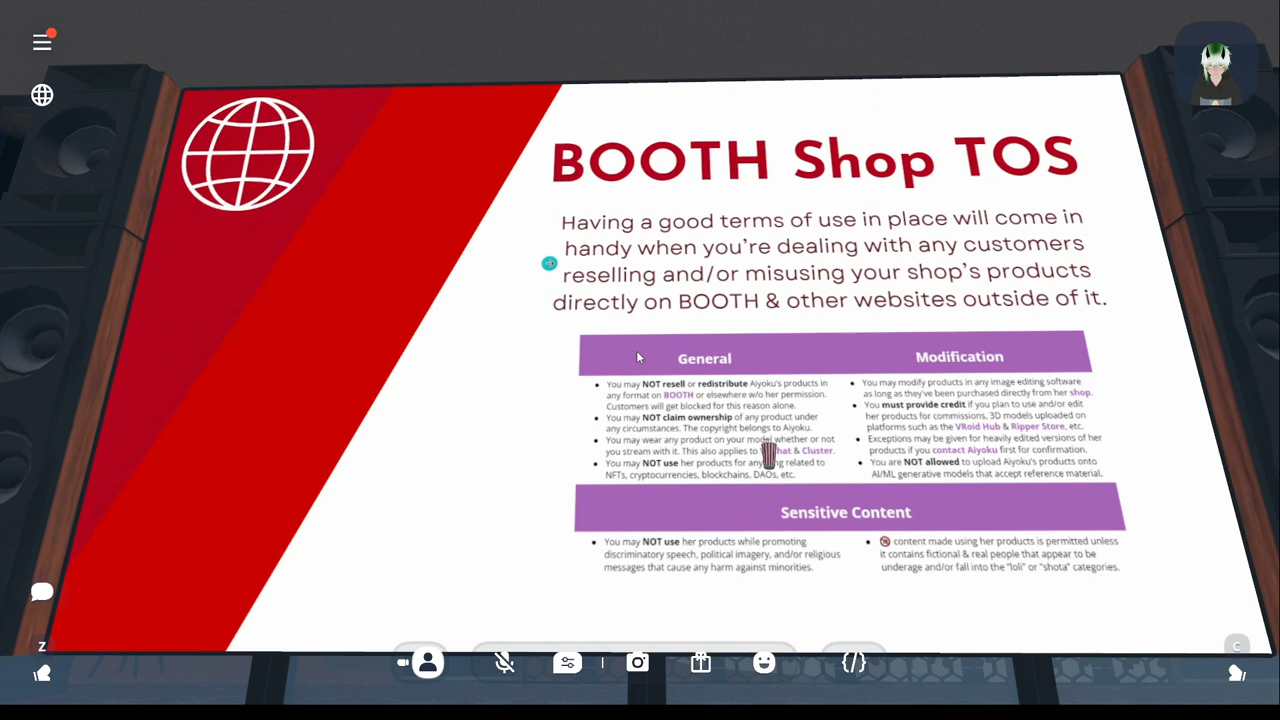 BOOTH Shop TOS
Having a good terms of use in place will come in
handy when you're dealing with any customers
reselling and/or misusing your shop's products
directly on BOOTH & other websites outside of it.
General
• You may NOT resell or redistribute Aiyoku's products in
any format on BOOTH or elsewhere w/o her permission.
Customers will get blocked for this reason alone.
• You may NOT claim ownership of any product under
any circumstances. The copyright belongs to Aiyoku.
• You may wear any product on your model whether or not
you stream with it. This also applies to hat & Cluster.
• You may NOT use her products for any related to
NFTs, cryptocurrencies, blockchains, DAOs, etc.
Modification
• You may modify products in any image editing software
as long as they've been purchased directly from her shop.
• You must provide credit if you plan to use and/or edit
her products for commissions, 3D models uploaded on
platforms such as the VRoid Hub & Ripper Store, etc.
• Exceptions may be given for heavily edited versions of her
products if you contact Aiyoku first for confirmation.
• You are NOT allowed to upload Aiyoku's products onto
AI/ML generative models that accept reference material.
Sensitive Content
• You may NOT use her products while promoting
discriminatory speech, political imagery, and/or religious
messages that cause any harm against minorities.
• 🔞 content made using her products is permitted unless
it contains fictional & real people that appear to be
underage and/or fall into the "loli" or "shota" categories.
Z
C